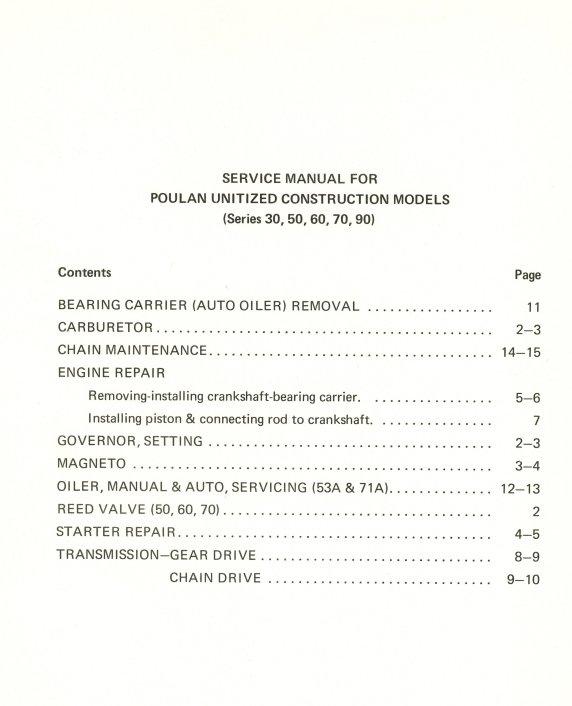 SERVICE MANUAL FOR
POULAN UNITIZED CONSTRUCTION MODELS
(Series 30, 50, 60, 70, 90)
Contents Page
BEARING CARRIER (AUTO OILER) REMOVAL ................. 11
CARBURETOR ............................................. 2–3
CHAIN MAINTENANCE...................................... 14–15
ENGINE REPAIR
Removing-installing crankshaft-bearing carrier. ................ 5–6
Installing piston & connecting rod to crankshaft. ............... 7
GOVERNOR, SETTING ...................................... 2–3
MAGNETO ................................................ 3–4
OILER, MANUAL & AUTO, SERVICING (53A & 71A).............. 12–13
REED VALVE (50, 60, 70) .................................... 2
STARTER REPAIR.......................................... 4–5
TRANSMISSION—GEAR DRIVE ............................... 8–9
CHAIN DRIVE .............................. 9–10